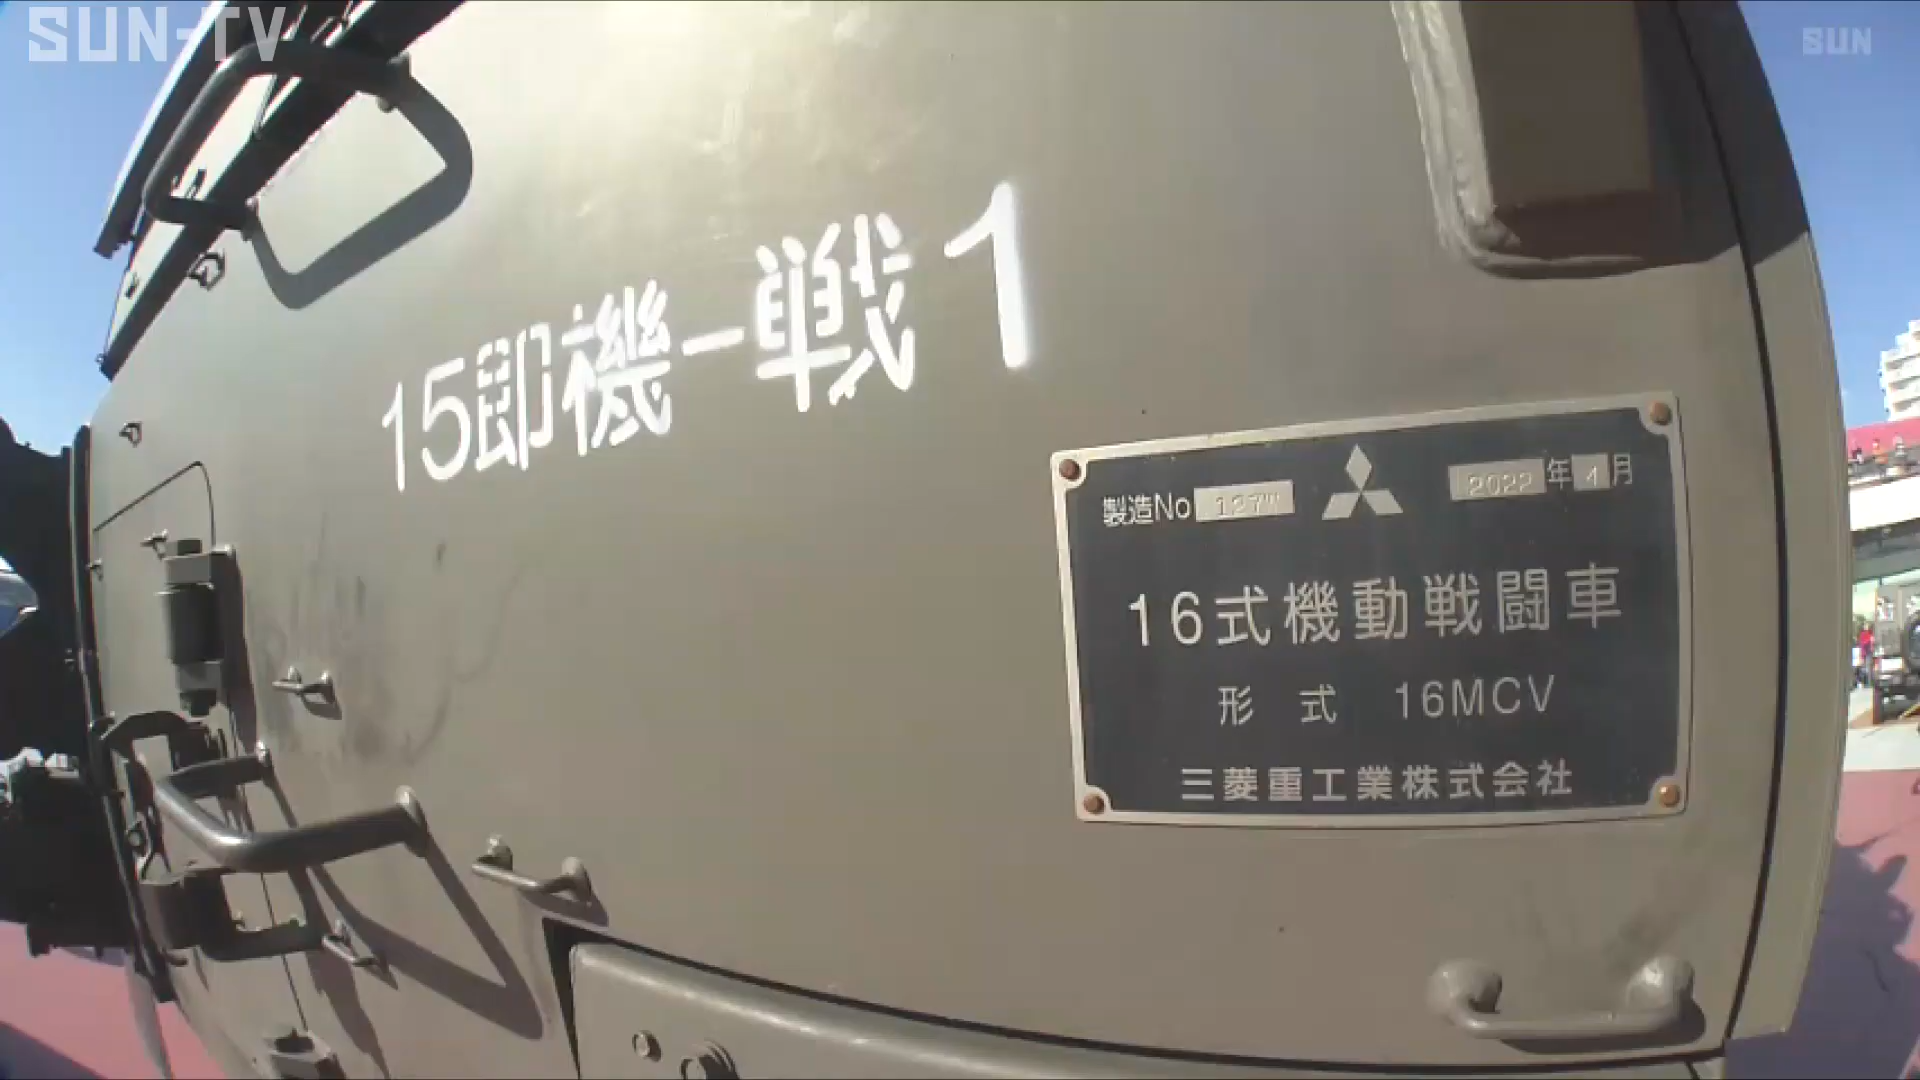 SUN-TV
SUN
15即機-戦1
製造No 127 2022年4月
16式機動戦闘車
形式 16MCV
三菱重工業株式会社